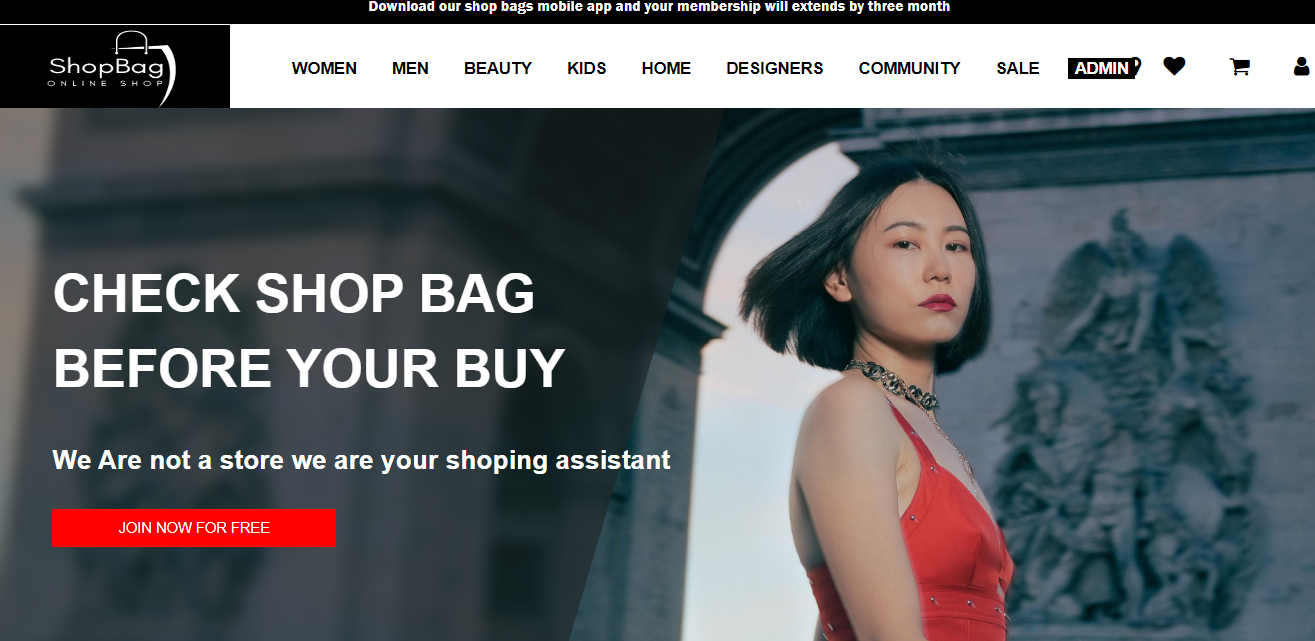 Download our shop bags mobile app and your membership will extends by three month
ShopBag
ONLINE SHOP
WOMEN MEN BEAUTY KIDS HOME DESIGNERS COMMUNITY SALE ADMIN
CHECK SHOP BAG
BEFORE YOUR BUY
We Are not a store we are your shoping assistant
JOIN NOW FOR FREE